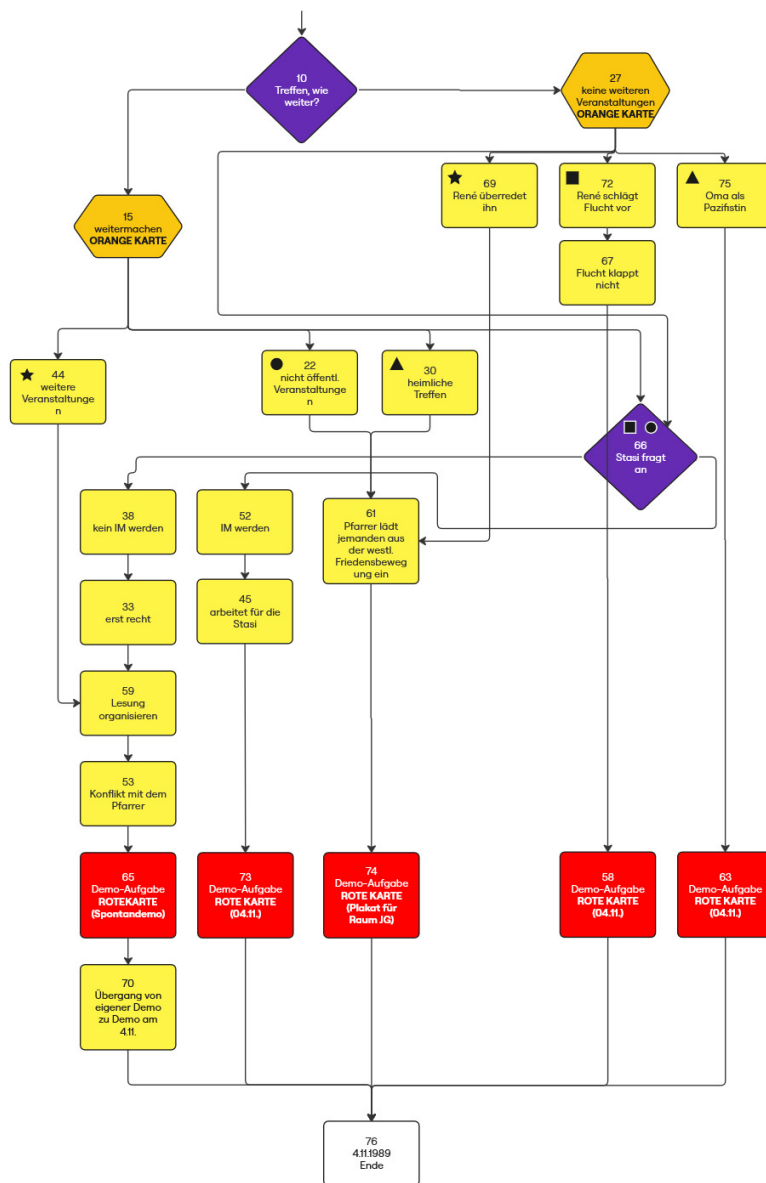 10
Treffen, wie
weiter?
27
keine weiteren
Veranstaltungen
ORANGE KARTE
69
René überredet
ihn
72
René schlägt
Flucht vor
75
Oma als
Pazifistin
15
weitermachen
ORANGE KARTE
67
Flucht klappt
nicht
44
weitere
Veranstaltunge
n
22
nicht öffentl.
Veranstaltunge
n
30
heimliche
Treffen
66
Stasi fragt
an
38
kein IM werden
52
IM werden
61
Pfarrer lädt
jemanden aus
der westl.
Friedensbeweg
ung ein
33
erst recht
45
arbeitet für die
Stasi
59
Lesung
organisieren
53
Konflikt mit dem
Pfarrer
65
Demo-Aufgabe
ROTEKARTE
(Spontandemo)
73
Demo-Aufgabe
ROTE KARTE
(04.11.)
74
Demo-Aufgabe
ROTE KARTE
(Plakat für
Raum JG)
58
Demo-Aufgabe
ROTE KARTE
(04.11.)
63
Demo-Aufgabe
ROTE KARTE
(04.11.)
70
Übergang von
eigener Demo
zu Demo am
4.11.
76
4.11.1989
Ende